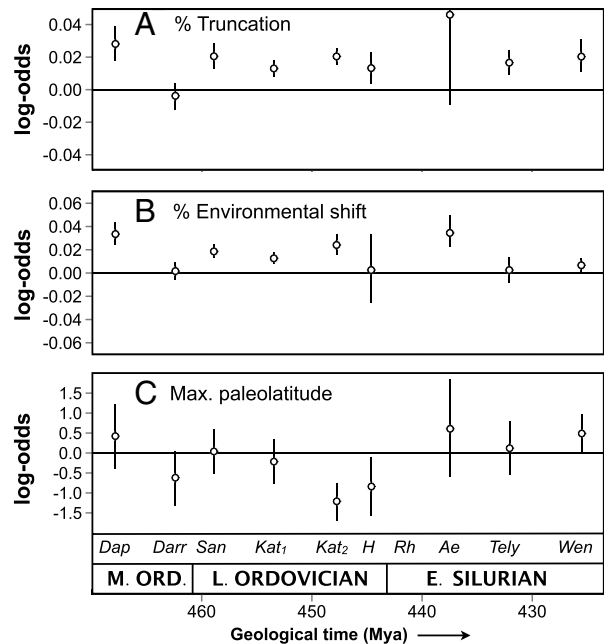 A % Truncation
0.04
0.02
0.00
0.02
0.04
log-odds
B % Environmental shift
0.06
0.04
0.02
0.00
-0.02
-0.04
-0.06
log-odds
C Max. paleolatitude
1.5
1.0
0.5
0.0
-0.5
-1.0
-1.5
log-odds
Dap Darr San Kat1 Kat2 H Rh Ae Tely Wen
M. ORD. L. ORDOVICIAN E. SILURIAN
460 450 440 430
Geological time (Mya)